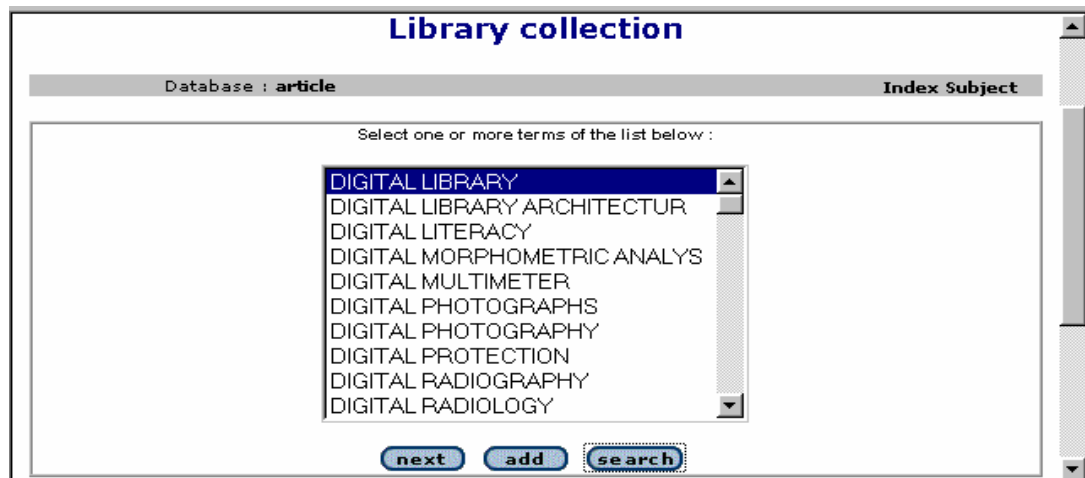 Library collection
Database : article Index Subject
Select one or more terms of the list below :
DIGITAL LIBRARY
DIGITAL LIBRARY ARCHITECTUR
DIGITAL LITERACY
DIGITAL MORPHOMETRIC ANALYS
DIGITAL MULTIMETER
DIGITAL PHOTOGRAPHS
DIGITAL PHOTOGRAPHY
DIGITAL PROTECTION
DIGITAL RADIOGRAPHY
DIGITAL RADIOLOGY
next add search